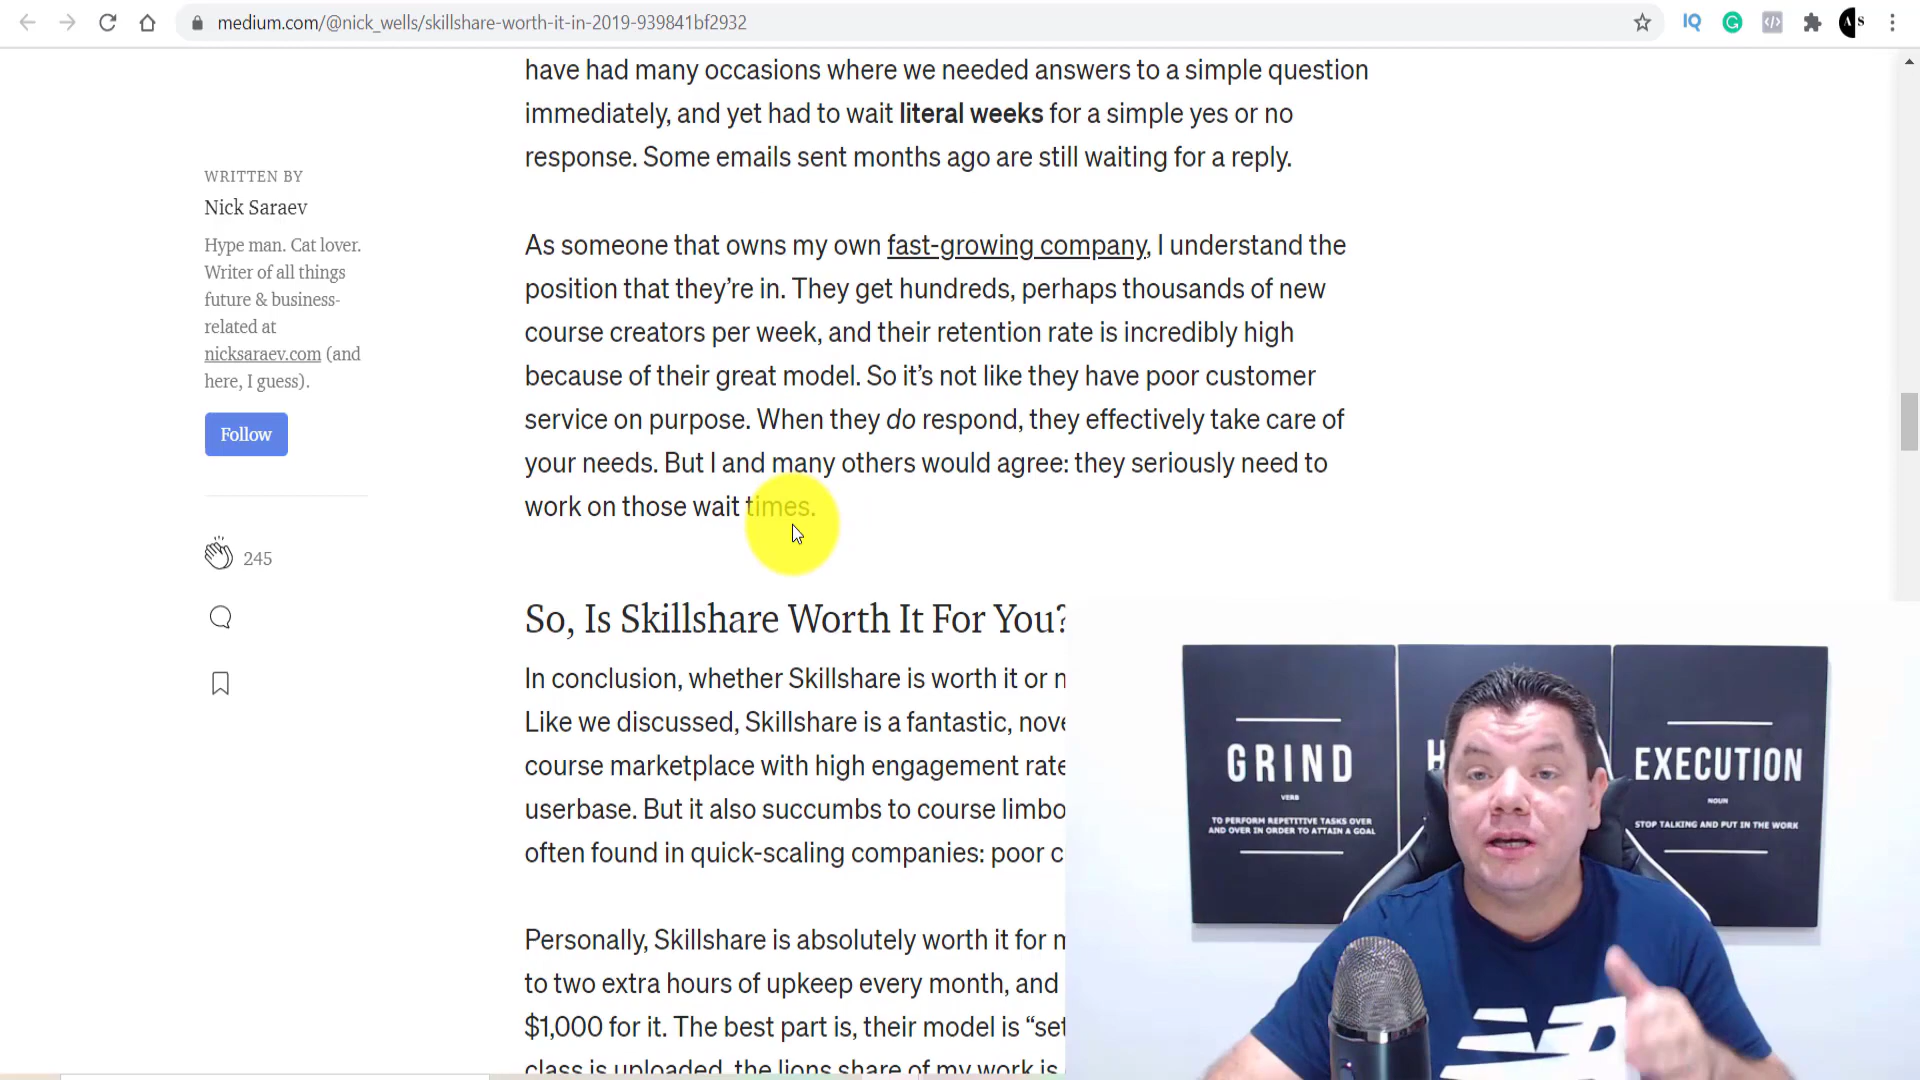 medium.com/@nick_wells/skillshare-worth-it-in-2019-939841bf2932
IQ
A S
have had many occasions where we needed answers to a simple question
immediately, and yet had to wait literal weeks for a simple yes or no
response. Some emails sent months ago are still waiting for a reply.
WRITTEN BY
Nick Saraev
Hype man. Cat lover.
Writer of all things
future & business-
related at
nicksaraev.com (and
here, I guess).
Follow
245
As someone that owns my own fast-growing company, I understand the
position that they’re in. They get hundreds, perhaps thousands of new
course creators per week, and their retention rate is incredibly high
because of their great model. So it’s not like they have poor customer
service on purpose. When they do respond, they effectively take care of
your needs. But I and many others would agree: they seriously need to
work on those wait times.
So, Is Skillshare Worth It For You?
In conclusion, whether Skillshare is worth it or
Like we discussed, Skillshare is a fantastic,
course marketplace with high engagement rate
userbase. But it also succumbs to course limbo
often found in quick-scaling companies: poor
Personally, Skillshare is absolutely worth it for
to two extra hours of upkeep every month, and
$1,000 for it. The best part is, their model is
class is uploaded, the lions share of my work is
GRIND
VERB
TO PERFORM REPETITIVE TASKS OVER
AND OVER IN ORDER TO ATTAIN A GOAL
EXECUTION
NOUN
STOP TALKING AND PUT IN THE WORK